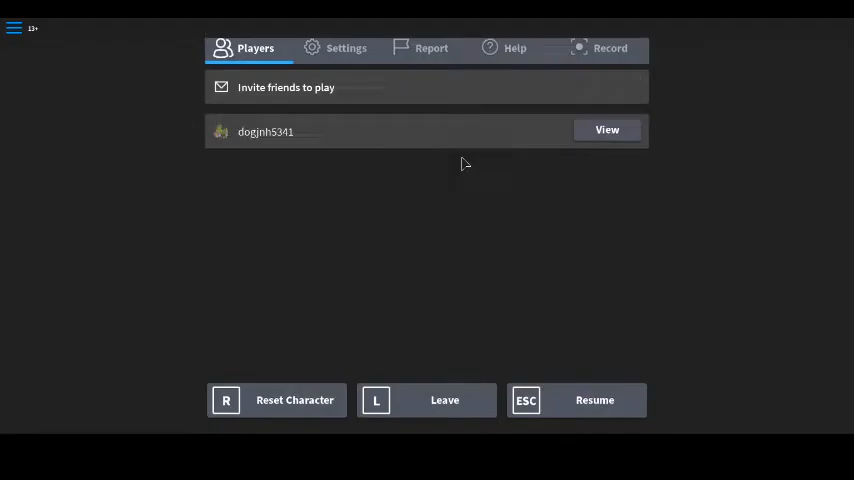 13+
Players Settings Report Help Record
Invite friends to play
dogjnh5341 View
R Reset Character L Leave ESC Resume